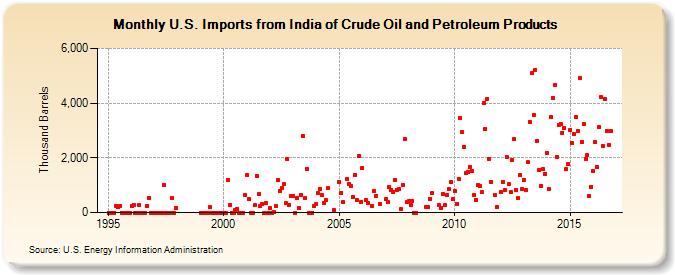 Monthly U.S. Imports from India of Crude Oil and Petroleum Products
Thousand Barrels
6,000
4,000
2,000
0
1995 2000 2005 2010 2015
Source: U.S. Energy Information Administration